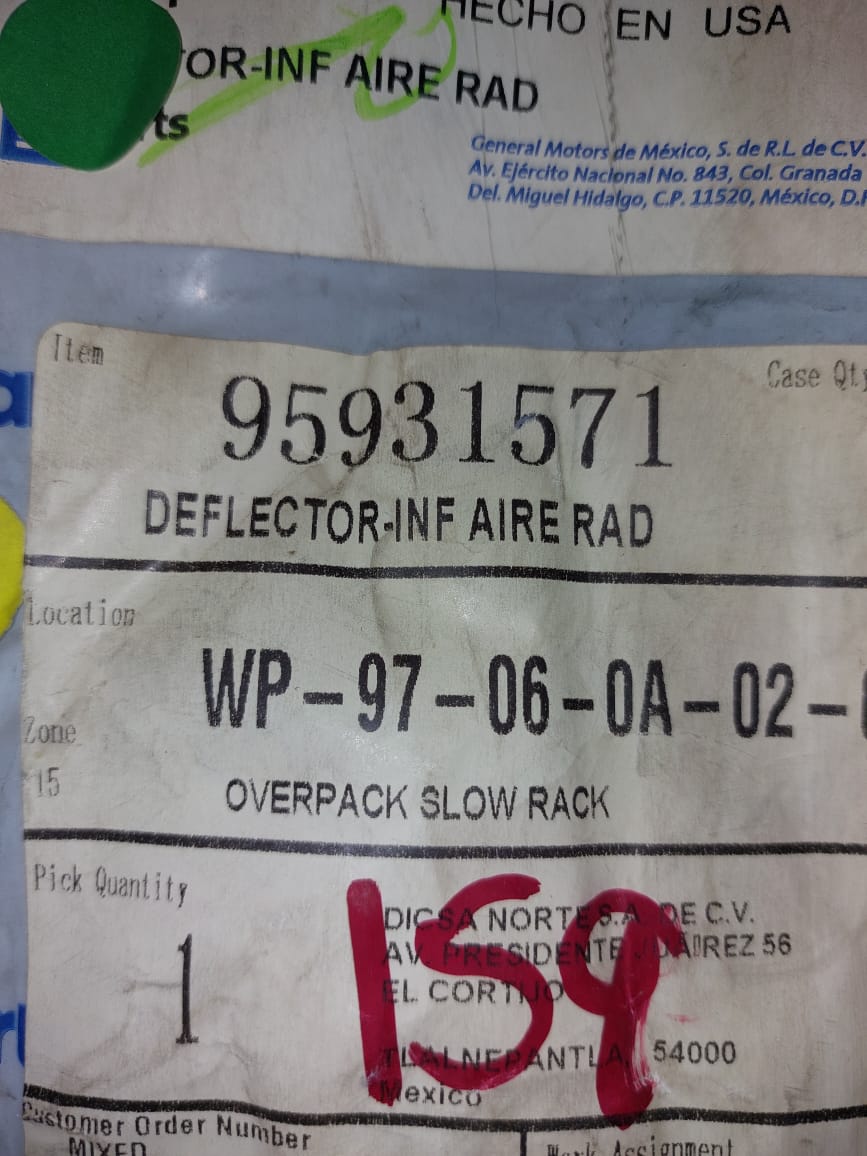 HECHO EN USA
OR-INF AIRE RAD
ts
General Motors de México, S. de R.L. de C.V.
Av. Ejército Nacional No. 843, Col. Granada
Del. Miguel Hidalgo, C.P. 11520, México, D.F
Item
Case Qty
95931571
DEFLECTOR-INF AIRE RAD
Location
WP-97-06-0A-02-
Zone
15
OVERPACK SLOW RACK
Pick Quantity
1
159
DICSA NORTE S.A. DE C.V.
AV. PRESIDENTE JUAREZ 56
EL CORTIJO
TLALNEPANTLA, 54000
Mexico
Customer Order Number
MIXED
Work Assignment